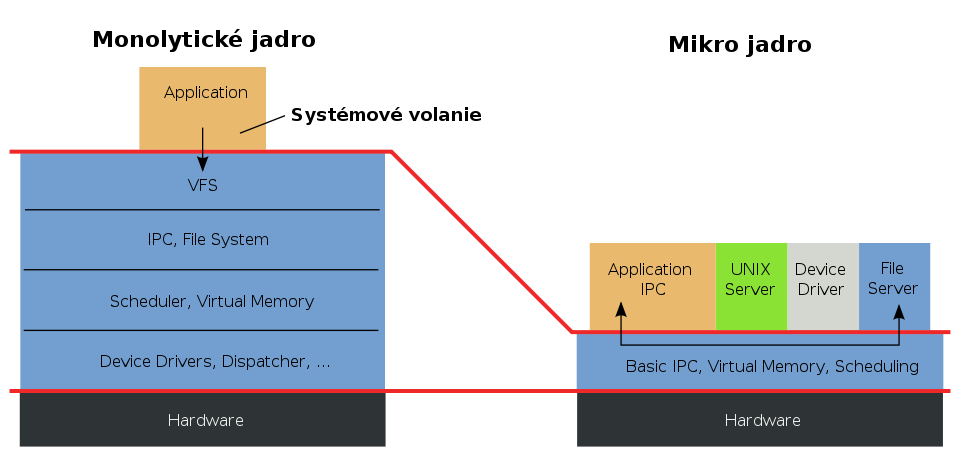 Monolytické jadro
Application
Systémové volanie
VFS
IPC, File System
Scheduler, Virtual Memory
Device Drivers, Dispatcher, ...
Hardware
Mikro jadro
Application
IPC
UNIX
Server
Device
Driver
File
Server
Basic IPC, Virtual Memory, Scheduling
Hardware